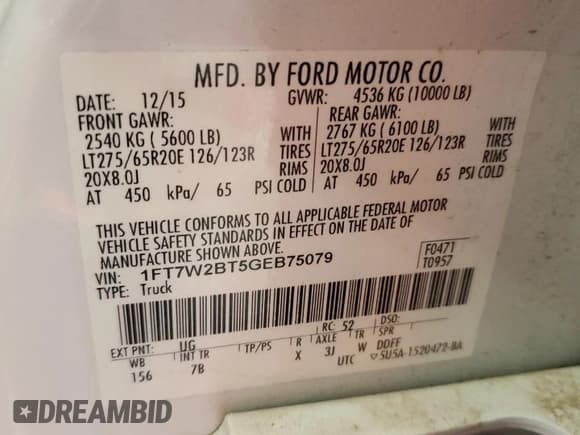 MFD. BY FORD MOTOR CO.
DATE: 12/15 GVWR: 4536 KG (10000 LB)
FRONT GAWR: REAR GAWR:
2540 KG ( 5600 LB) WITH 2767 KG ( 6100 LB) WITH
LT275/65R20E 126/123R TIRES LT275/65R20E 126/123R TIRES
20X8.0J RIMS 20X8.0J RIMS
AT 450 kPa/ 65 PSI COLD AT 450 kPa/ 65 PSI COLD
THIS VEHICLE CONFORMS TO ALL APPLICABLE FEDERAL MOTOR
VEHICLE SAFETY STANDARDS IN EFFECT ON THE DATE OF
MANUFACTURE SHOWN ABOVE.
VIN: 1FT7W2BT5GEB75079 F0471
TYPE: Truck T0957
RC: 52 DSO:
EXT PNT: UG
WB INT TR TP/PS R AXLE TR SPR
156 7B X 3J W DDFF
UTC 5U5A-1520472-BA
DREAMBID